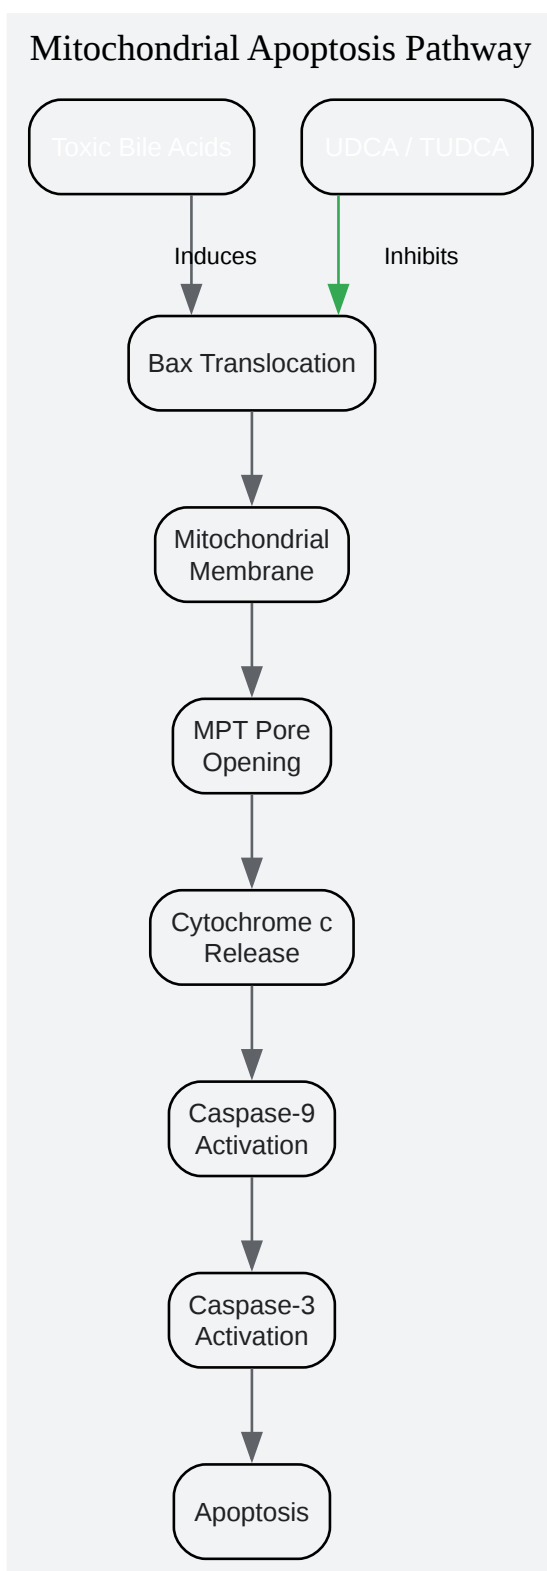 Mitochondrial Apoptosis Pathway
Toxic Bile Acids
UDCA / TUDCA
Induces
Inhibits
Bax Translocation
Mitochondrial
Membrane
MPT Pore
Opening
Cytochrome c
Release
Caspase-9
Activation
Caspase-3
Activation
Apoptosis